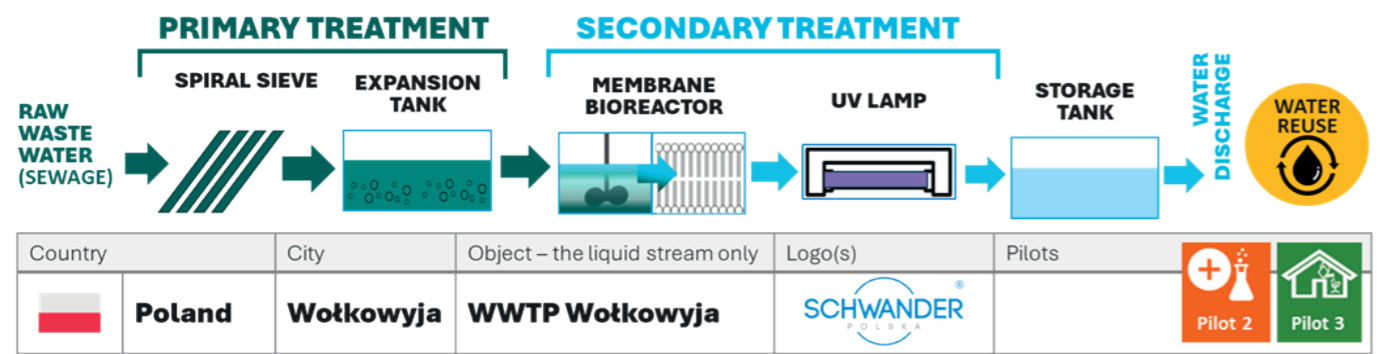 PRIMARY TREATMENT
SECONDARY TREATMENT
SPIRAL SIEVE
EXPANSION
TANK
MEMBRANE
BIOREACTOR
UV LAMP
STORAGE
TANK
RAW
WASTE
WATER
(SEWAGE)
WATER
DISCHARGE
WATER
REUSE
Country
City
Object – the liquid stream only
Logo(s)
Pilots
Poland
Wołkowyja
WWTP Wołkowyja
SCHWANDER ®
POLSKA
Pilot 2
Pilot 3